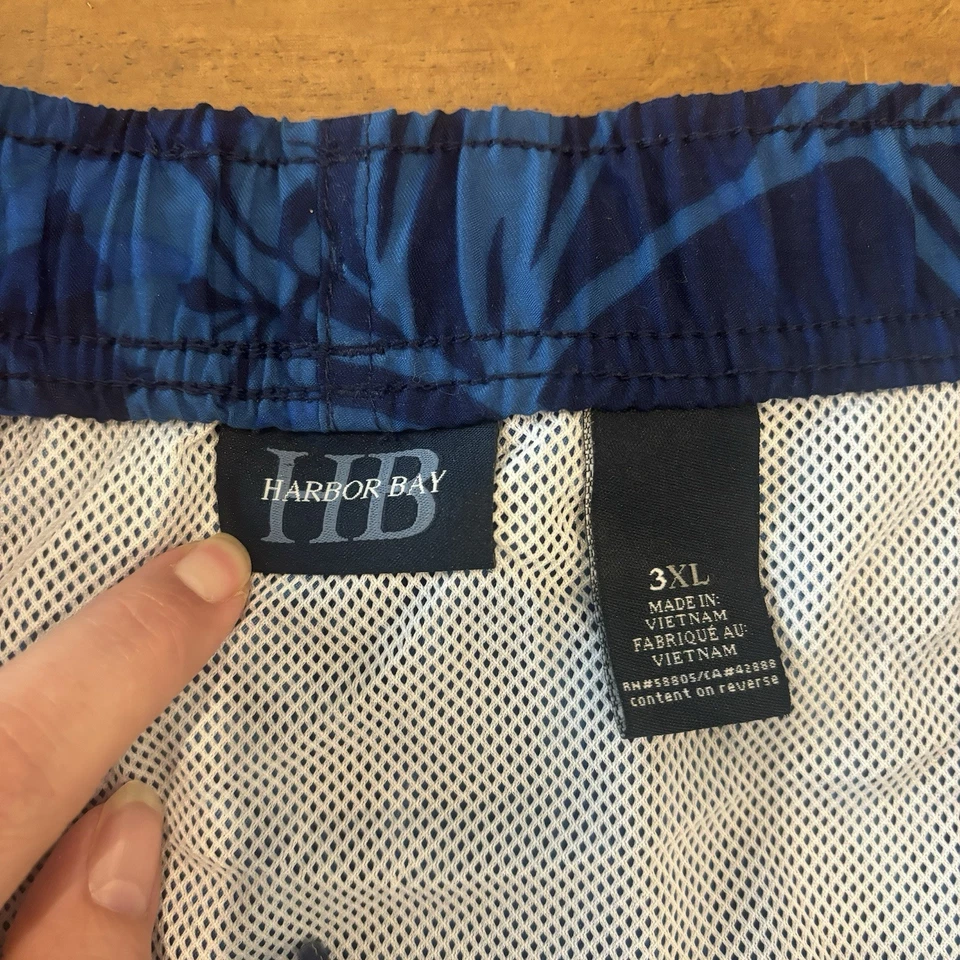 HB
HARBOR BAY
3XL
MADE IN:
VIETNAM
FABRIQUÉ AU:
VIETNAM
RN#58805/CA#42888
content on reverse